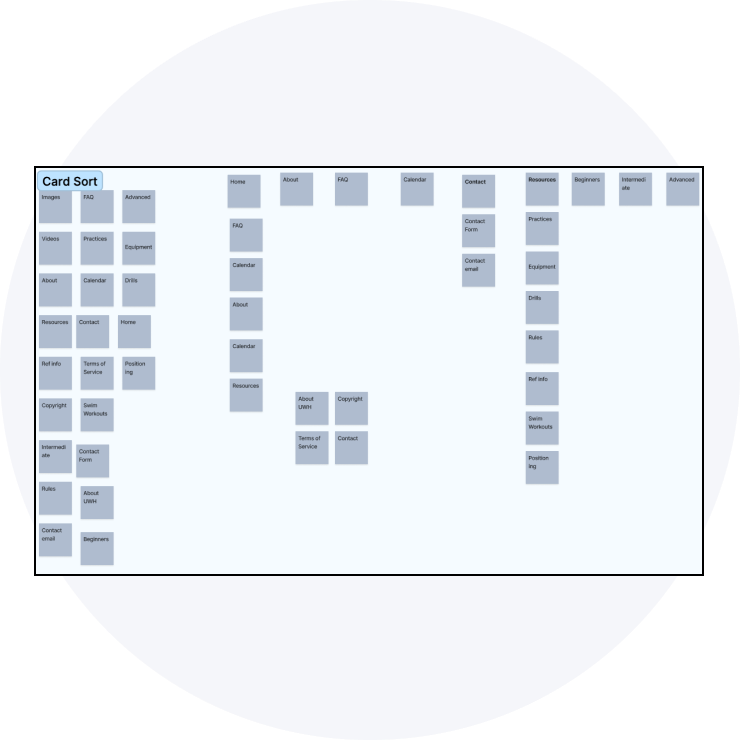 Card Sort
Images
FAQ
Advanced
Videos
Practices
Equipment
About
Calendar
Drills
Resources
Contact
Home
Ref info
Terms of
Service
Position
ing
Copyright
Swim
Workouts
Intermedi
ate
Contact
Form
Rules
About
UWH
Contact
email
Beginners
Home
FAQ
Calendar
About
Calendar
Resources
About
FAQ
About
UWH
Copyright
Terms of
Service
Contact
Calendar
Contact
Contact
Form
Contact
email
Resources
Practices
Equipment
Drills
Rules
Ref info
Swim
Workouts
Position
ing
Beginners
Intermedi
ate
Advanced